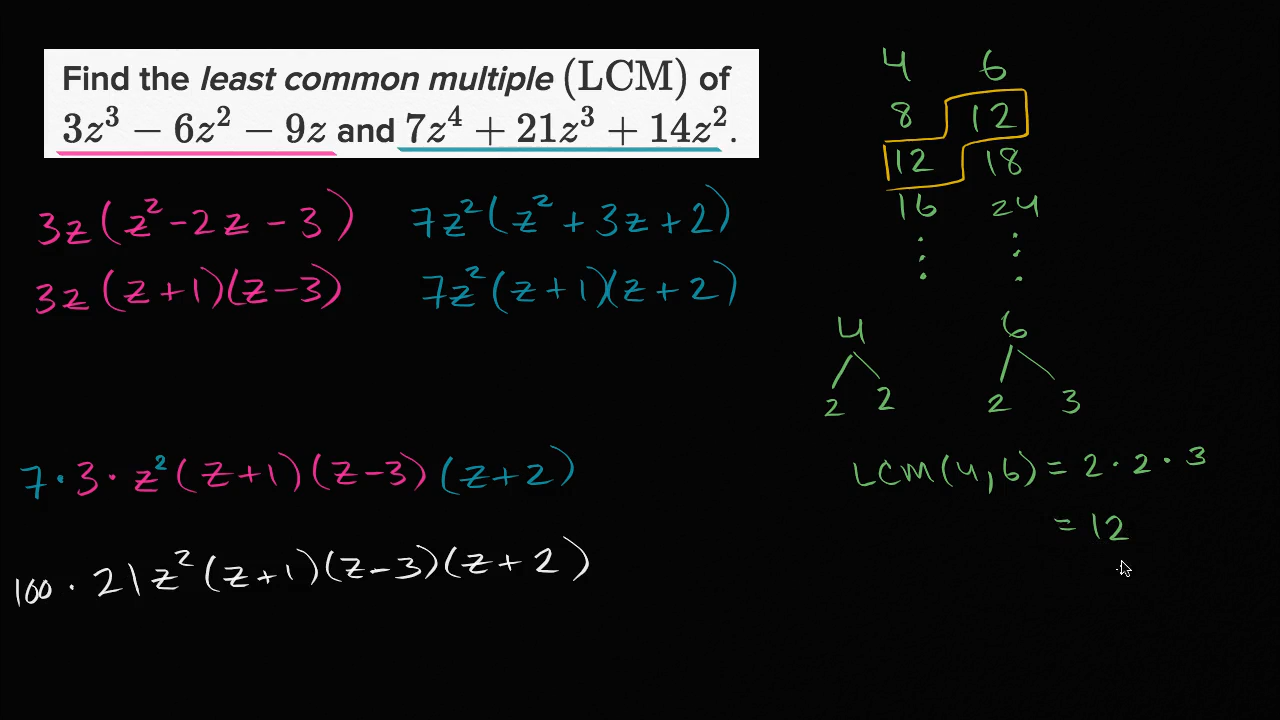 Find the least common multiple (LCM) of
3z³ − 6z² − 9z and 7z⁴ + 21z³ + 14z².
3z(z²-2z-3)
3z(z+1)(z-3)
7z²(z²+3z+2)
7z²(z+1)(z+2)
7·3·z²(z+1)(z-3)(z+2)
100·21z²(z+1)(z-3)(z+2)
4 6
8 12
12 18
16 24
⋮ ⋮
4 6
2 2 2 3
LCM(4,6) = 2·2·3
= 12